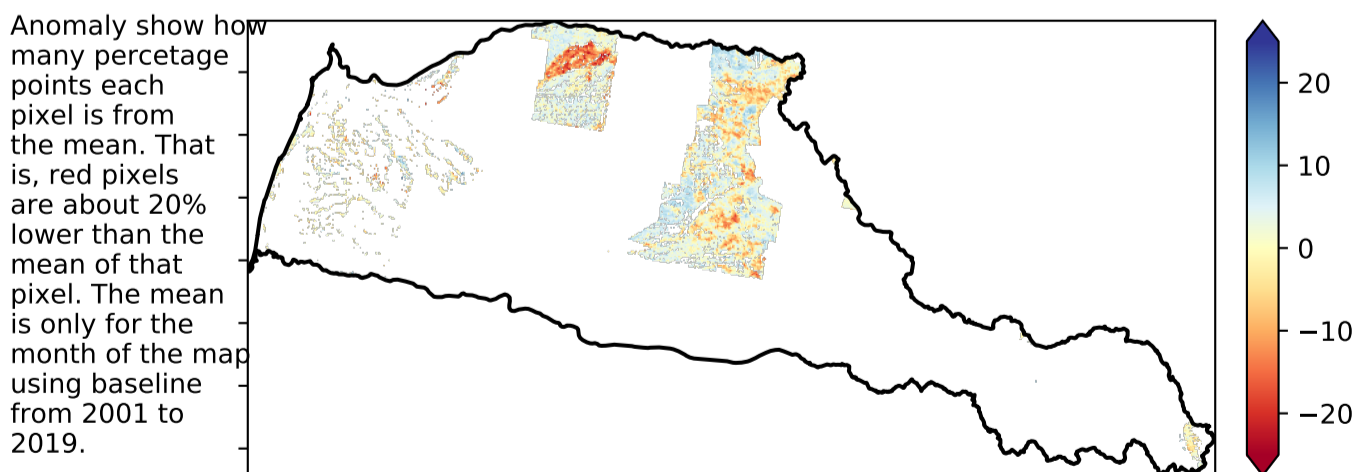 Anomaly show how
many percetage
points each
pixel is from
the mean. That
is, red pixels
are about 20%
lower than the
mean of that
pixel. The mean
is only for the
month of the map
using baseline
from 2001 to
2019.
20
10
0
−10
−20